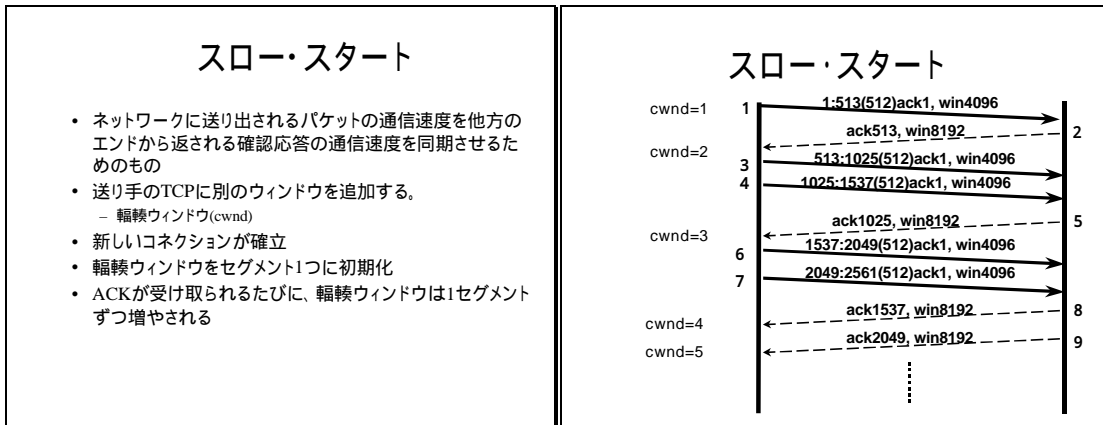 スロー・スタート
• ネットワークに送り出されるパケットの通信速度を他方の
エンドから返される確認応答の通信速度を同期させるた
めのもの
• 送り手のTCPに別のウィンドウを追加する。
– 輻輳ウィンドウ(cwnd)
• 新しいコネクションが確立
• 輻輳ウィンドウをセグメント1つに初期化
• ACKが受け取られるたびに、輻輳ウィンドウは1セグメント
ずつ増やされる
スロー・スタート
cwnd=1 1 1:513(512)ack1, win4096
ack513, win8192 2
cwnd=2
3 513:1025(512)ack1, win4096
4 1025:1537(512)ack1, win4096
ack1025, win8192 5
cwnd=3
6 1537:2049(512)ack1, win4096
7 2049:2561(512)ack1, win4096
ack1537, win8192 8
cwnd=4
ack2049, win8192 9
cwnd=5